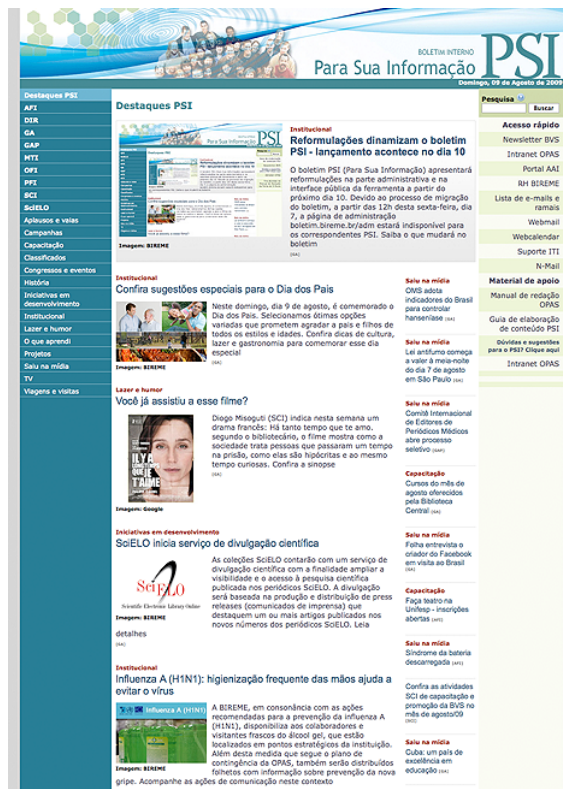 BOLETIM INTERNO
Para Sua Informação
PSI
Domingo, 09 de Agosto de 2009
Destaques PSI
AFI
DIR
GA
GAP
MTI
OFI
PFI
SCI
SciELO
Aplausos e vaias
Campanhas
Capacitação
Classificados
Congressos e eventos
História
Iniciativas em
desenvolvimento
Institucional
Lazer e humor
O que aprendi
Projetos
Saiu na mídia
TV
Viagens e visitas
Destaques PSI
Imagem: BIREME
Institucional
Reformulações dinamizam o boletim
PSI - lançamento acontece no dia 10
O boletim PSI (Para Sua Informação) apresentará
reformulações na parte administrativa e na
interface pública da ferramenta a partir do
próximo dia 10. Devido ao processo de migração
do boletim, a partir das 12h desta sexta-feira, dia
7, a página de administração
boletim.bireme.br/adm estará indisponível para
os correspondentes PSI. Saiba o que mudará no
boletim
(GA)
Institucional
Confira sugestões especiais para o Dia dos Pais
Neste domingo, dia 9 de agosto, é comemorado o
Dia dos Pais. Selecionamos ótimas opções
variadas que prometem agradar a pais e filhos de
todos os estilos e idades. Confira dicas de cultura,
lazer e gastronomia para comemorar esse dia
especial
(GA)
Imagem: BIREME
Lazer e humor
Você já assistiu a esse filme?
Diogo Misoguti (SCI) indica nesta semana um
drama francês: Há tanto tempo que te amo.
segundo o bibliotecário, o filme mostra como a
sociedade trata pessoas que passaram um tempo
na prisão, como elas são hipócritas e ao mesmo
tempo curiosas. Confira a sinopse
(GA)
IL Y A
LONGTEMPS
QUE JE
T'AIME
Imagem: Google
Iniciativas em desenvolvimento
SciELO inicia serviço de divulgação científica
As coleções SciELO contarão com um serviço de
divulgação científica com a finalidade ampliar a
visibilidade e o acesso à pesquisa científica
publicada nos periódicos SciELO. A divulgação
será baseada na produção e distribuição de press
releases (comunicados de imprensa) que
destaquem um ou mais artigos publicados nos
novos números dos periódicos SciELO. Leia
detalhes
(GA)
SciELO
Scientific Electronic Library Online
Imagem: BIREME
Institucional
Influenza A (H1N1): higienização frequente das mãos ajuda a
evitar o vírus
Influenza A (H1N1)
A BIREME, em consonância com as ações
recomendadas para a prevenção da influenza A
(H1N1), disponibiliza aos colaboradores e
visitantes frascos do álcool gel, que estão
localizados em pontos estratégicos da instituição.
Além desta medida que segue o plano de
contingência da OPAS, também serão distribuídos
folhetos com informação sobre prevenção da nova
gripe. Acompanhe as ações de comunicação neste contexto
Imagem: BIREME
Saiu na mídia
OMS adota
indicadores do Brasil
para controlar
hanseníase (GA)
Saiu na mídia
Lei antifumo começa
a valer à meia-noite
do dia 7 de agosto
em São Paulo (GA)
Saiu na mídia
Comitê Internacional
de Editores de
Periódicos Médicos
abre processo
seletivo
Capacitação
Cursos do mês de
agosto oferecidos
pela Biblioteca
Central (GA)
Saiu na mídia
Folha entrevista o
criador do Facebook
em visita ao Brasil
(GA)
Capacitação
Faça teatro na
Unifesp - inscrições
abertas (AFI)
Saiu na mídia
Síndrome da bateria
descarregada (AFI)
Confira as atividades
SCI de capacitação e
promoção da BVS no
mês de agosto/09
(SCI)
Saiu na mídia
Cuba: um país de
excelência em
educação (GA)
Pesquisa
Buscar
Acesso rápido
Newsletter BVS
Intranet OPAS
Portal AAI
RH BIREME
Lista de e-mails e
ramais
Webmail
Webcalendar
Suporte ITI
N-Mail
Material de apoio
Manual de redação
OPAS
Guia de elaboração
de conteúdo PSI
Dúvidas e sugestões
para o PSI? Clique aqui
Intranet OPAS